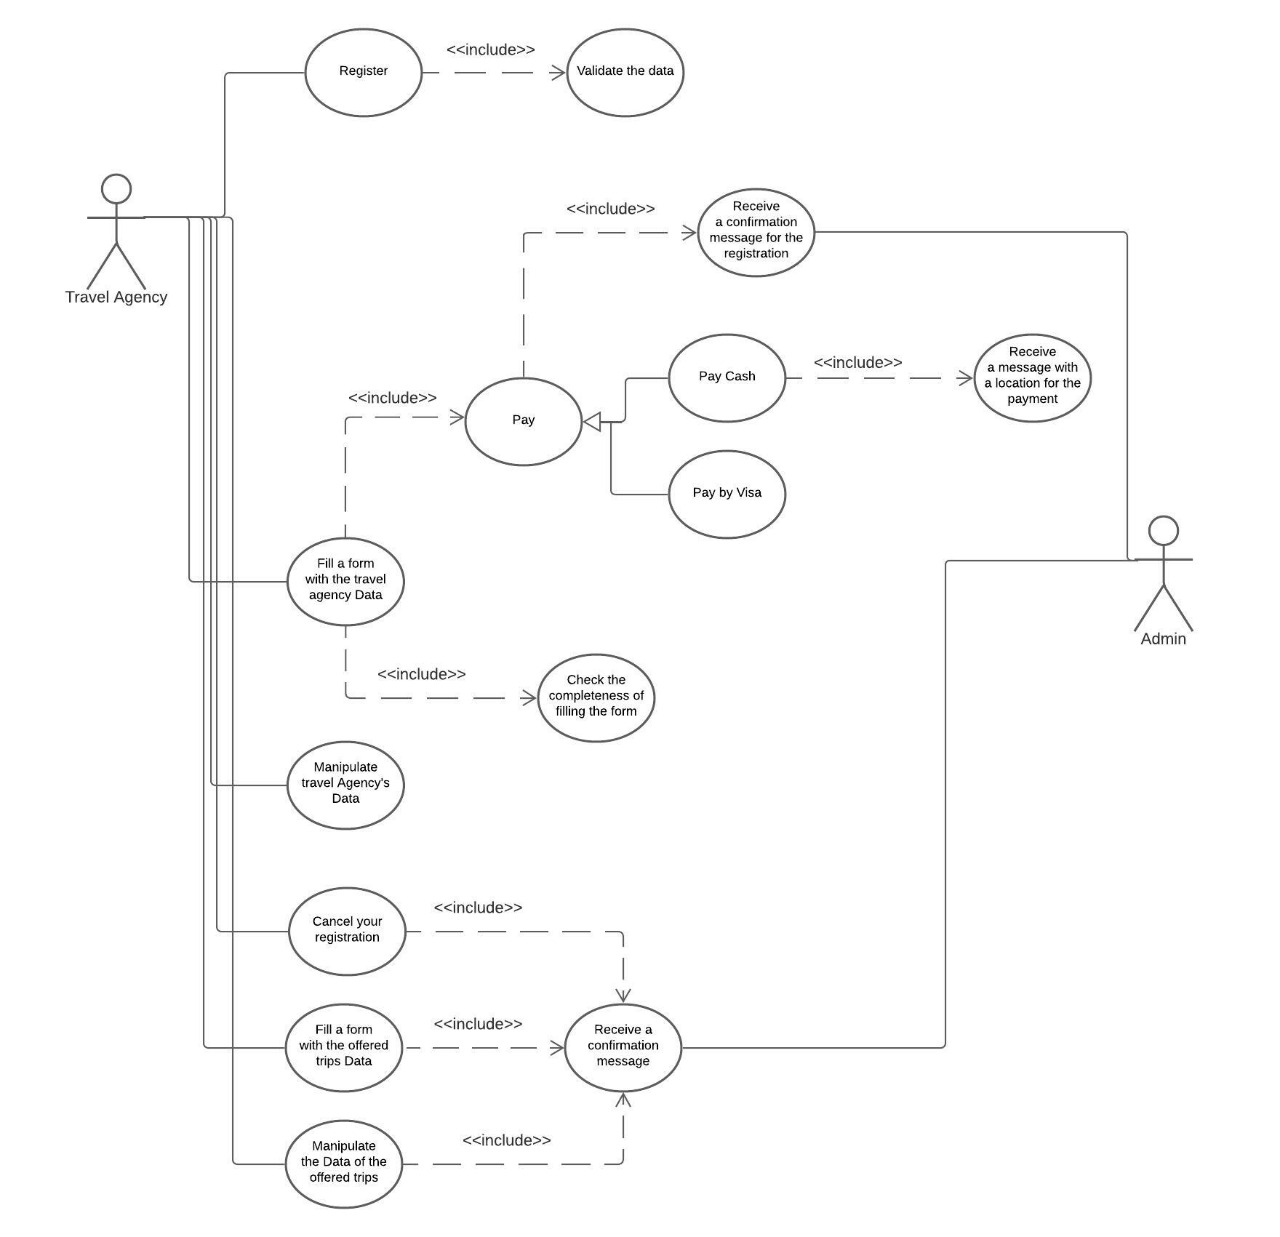 <<include>>
Register
Validate the data
Receive
a confirmation
message for the
registration
<<include>>
Travel Agency
Receive
a message with
a location for the
payment
<<include>>
Pay Cash
<<include>>
Pay
Pay by Visa
Fill a form
with the travel
agency Data
Admin
<<include>>
Check the
completeness of
filling the form
Manipulate
travel Agency's
Data
<<include>>
Cancel your
registration
<<include>>
Fill a form
with the offered
trips Data
Receive a
confirmation
message
<<include>>
Manipulate
the Data of the
offered trips